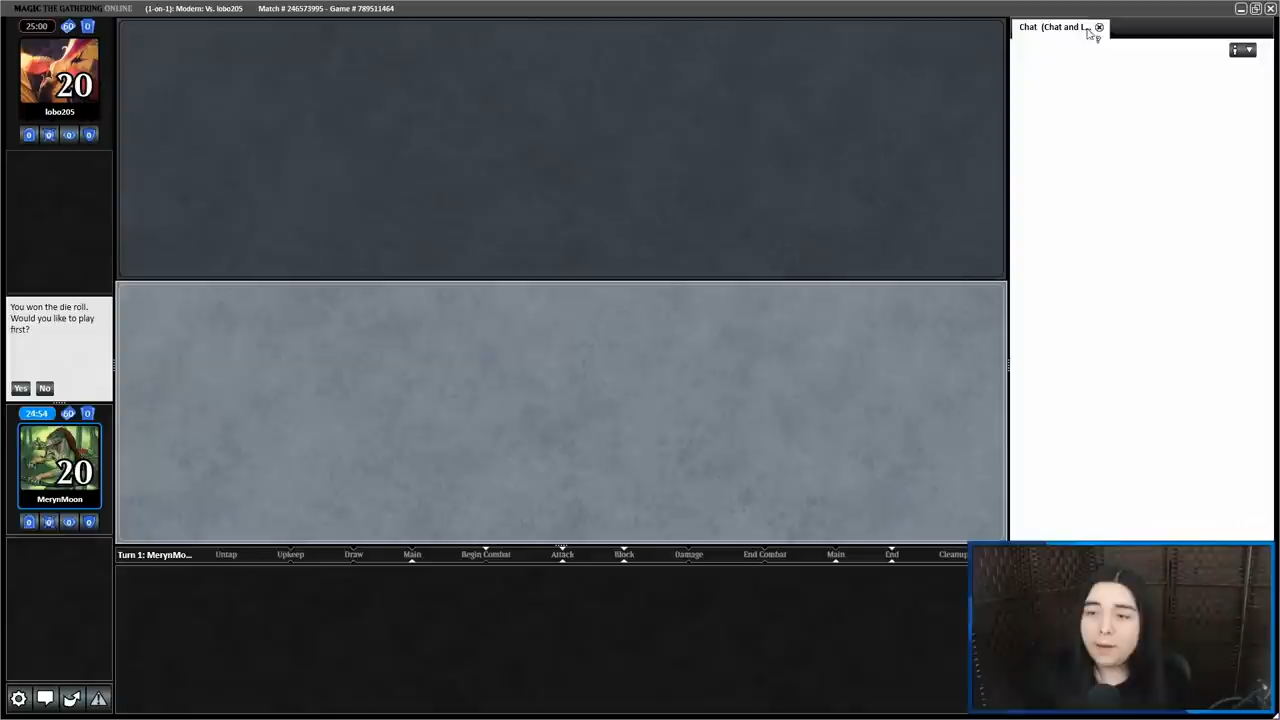 MAGIC THE GATHERING ONLINE (1-on-1): Modern: Vs. lobo205 Match # 246573995 - Game # 789511464
25:00 60 0
Chat (Chat and L...
20
lobo205
0 0 0 0
You won the die roll.
Would you like to play
first?
Yes No
24:54 60 0
20
MerynMoon
0 0 0 0
Turn 1: MerynMo... Untap Upkeep Draw Main Begin Combat Attack Block Damage End Combat Main End Cleanup